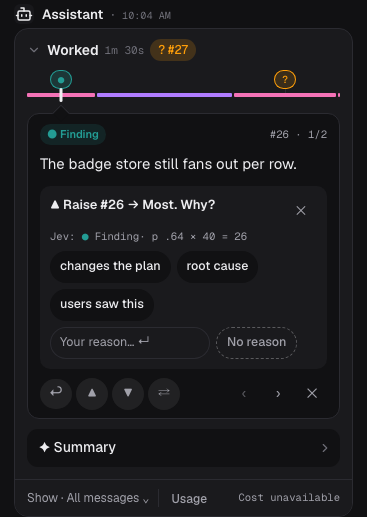 Assistant · 10:04 AM
Worked 1m 30s ? #27
?
Finding #26 · 1/2
The badge store still fans out per row.
▲ Raise #26 → Most. Why? ×
Jev: ● Finding· p .64 × 40 = 26
changes the plan root cause
users saw this
Your reason… ↵ No reason
↩ ▲ ▼ ⇄ ‹ › ×
✦ Summary ›
Show · All messages ⌄ Usage Cost unavailable